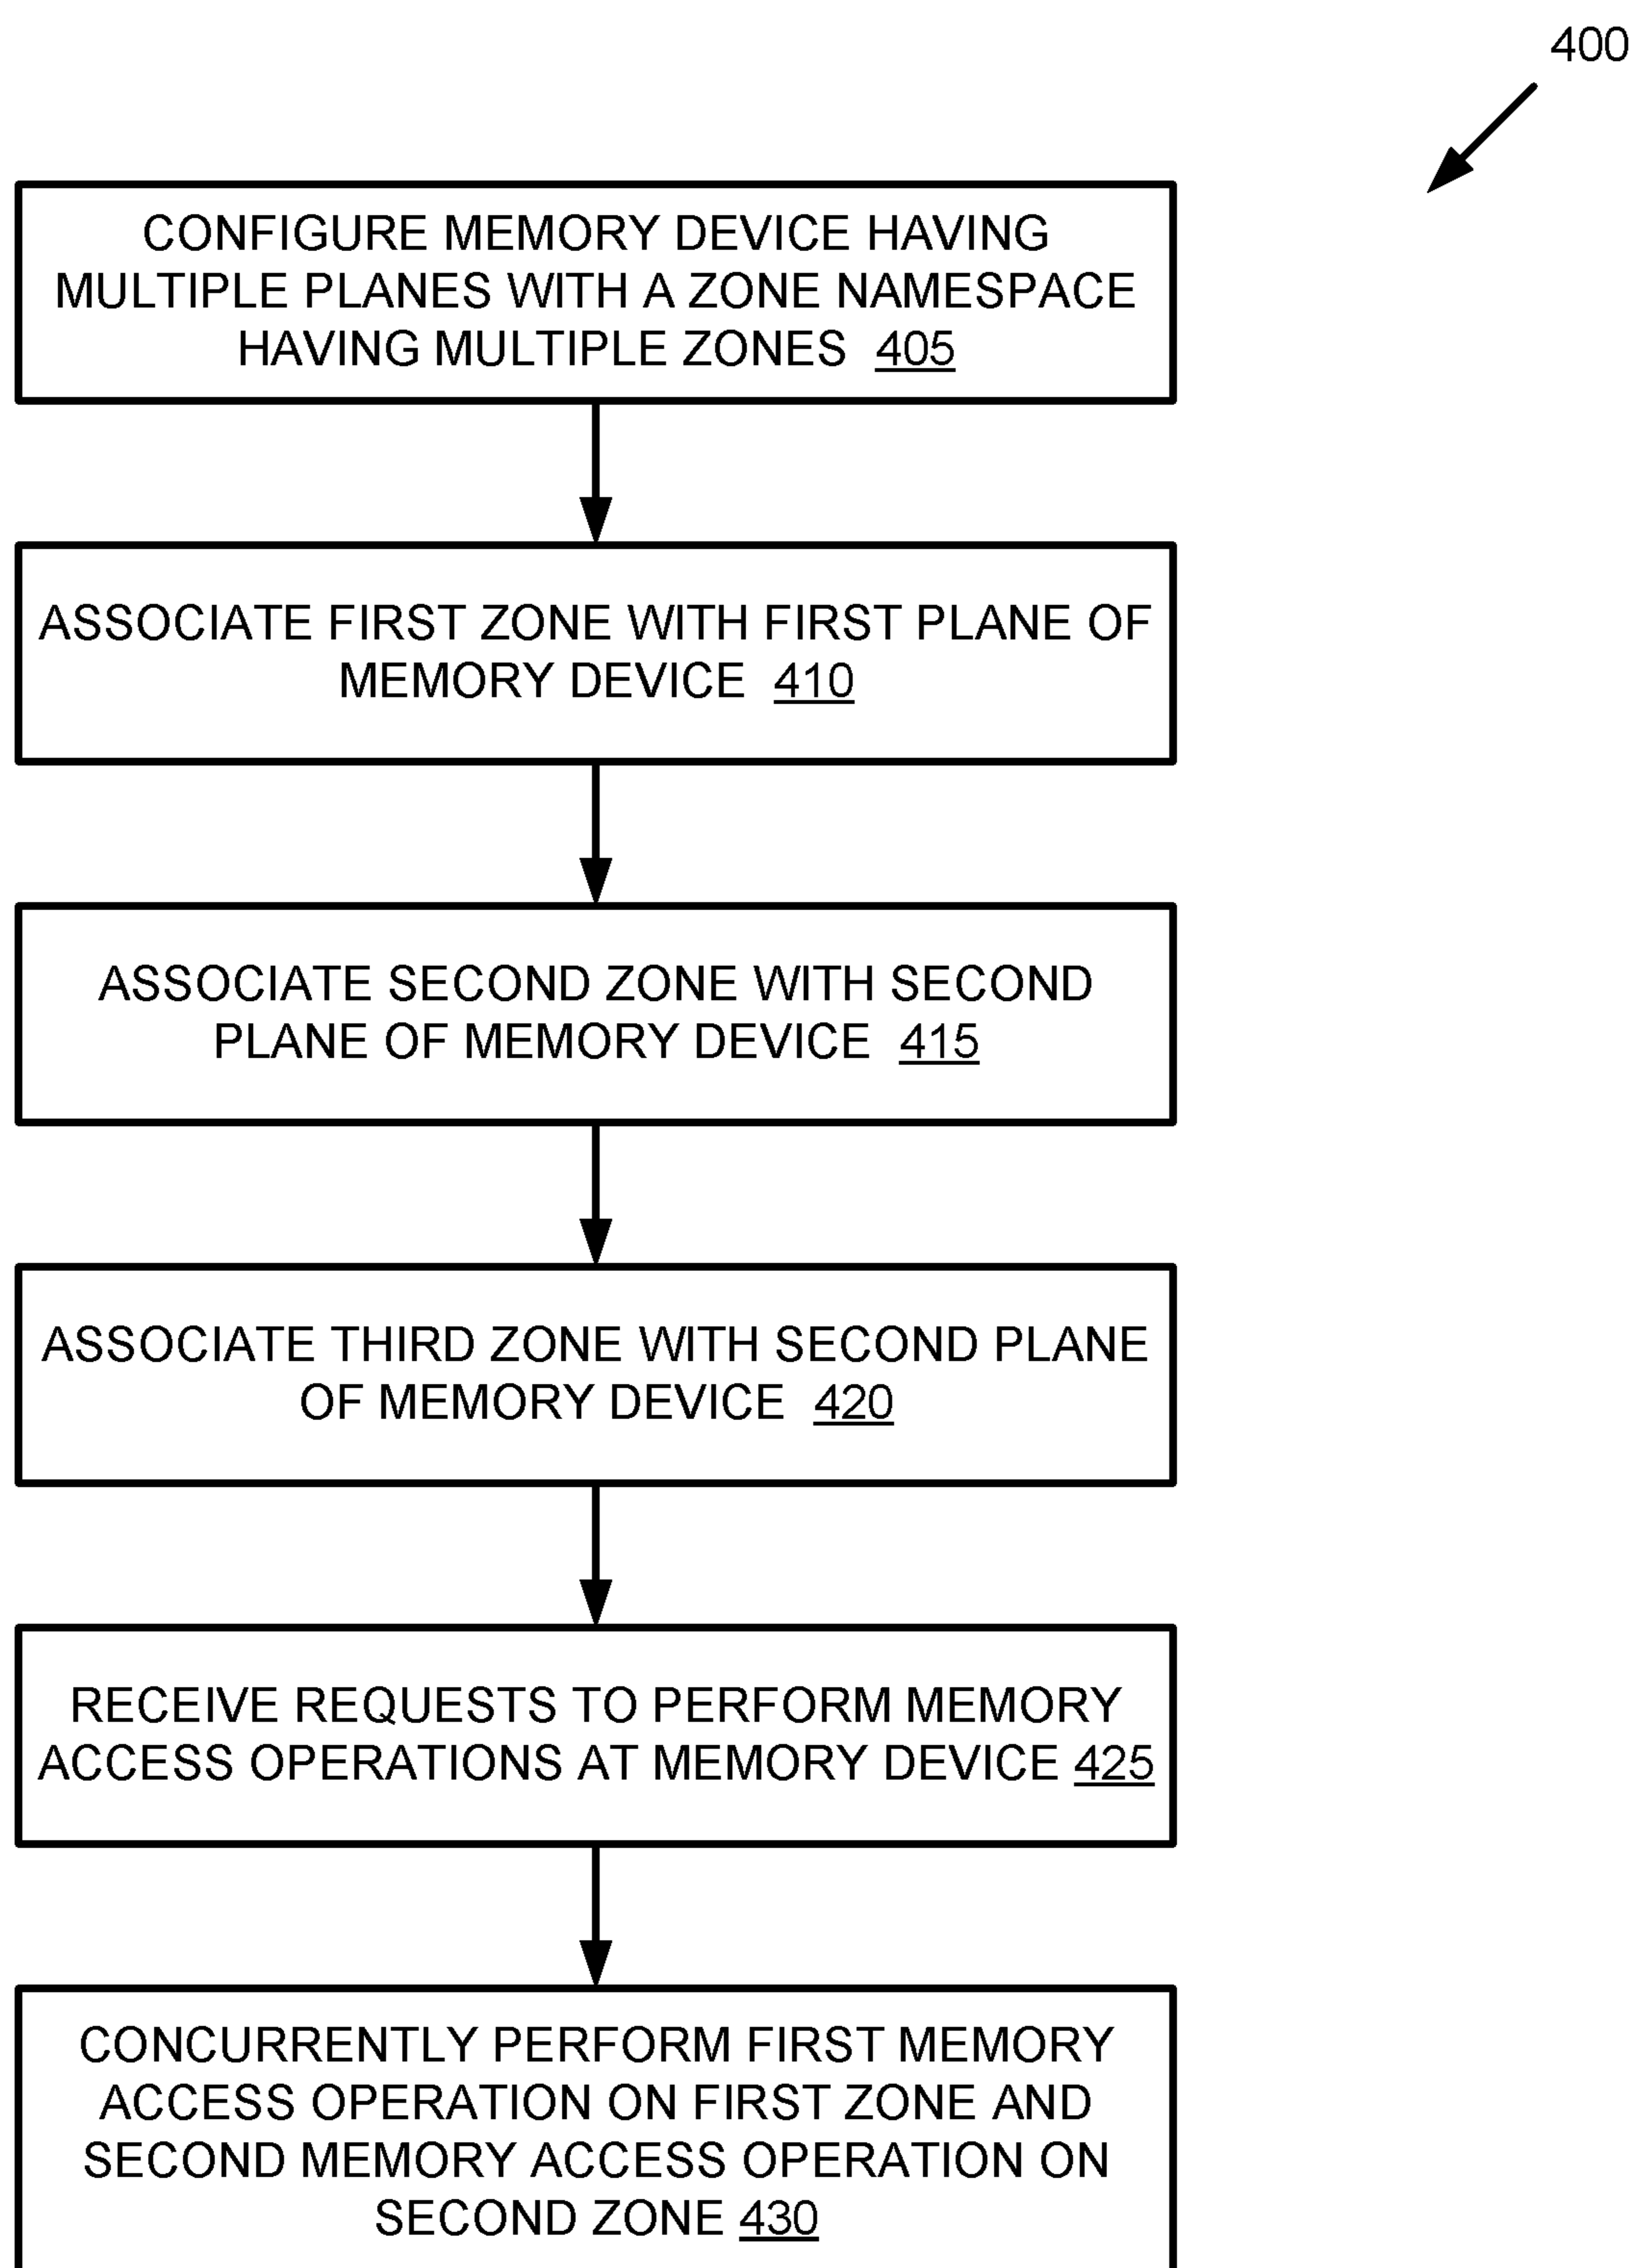 400
CONFIGURE MEMORY DEVICE HAVING
MULTIPLE PLANES WITH A ZONE NAMESPACE
HAVING MULTIPLE ZONES 405
ASSOCIATE FIRST ZONE WITH FIRST PLANE OF
MEMORY DEVICE 410
ASSOCIATE SECOND ZONE WITH SECOND
PLANE OF MEMORY DEVICE 415
ASSOCIATE THIRD ZONE WITH SECOND PLANE
OF MEMORY DEVICE 420
RECEIVE REQUESTS TO PERFORM MEMORY
ACCESS OPERATIONS AT MEMORY DEVICE 425
CONCURRENTLY PERFORM FIRST MEMORY
ACCESS OPERATION ON FIRST ZONE AND
SECOND MEMORY ACCESS OPERATION ON
SECOND ZONE 430